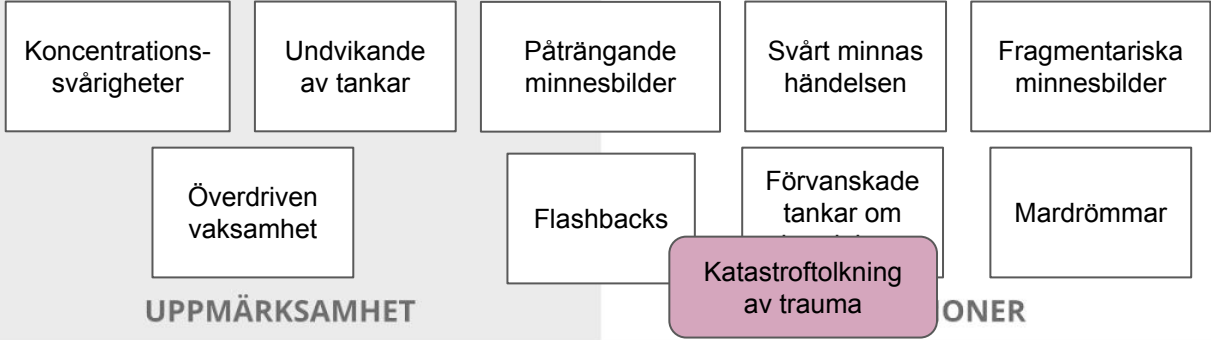 Koncentrations-
svårigheter
Undvikande
av tankar
Påträngande
minnesbilder
Svårt minnas
händelsen
Fragmentariska
minnesbilder
Överdriven
vaksamhet
Flashbacks
Förvanskade
tankar om
Mardrömmar
Katastroftolkning
av trauma
UPPMÄRKSAMHET
ONER